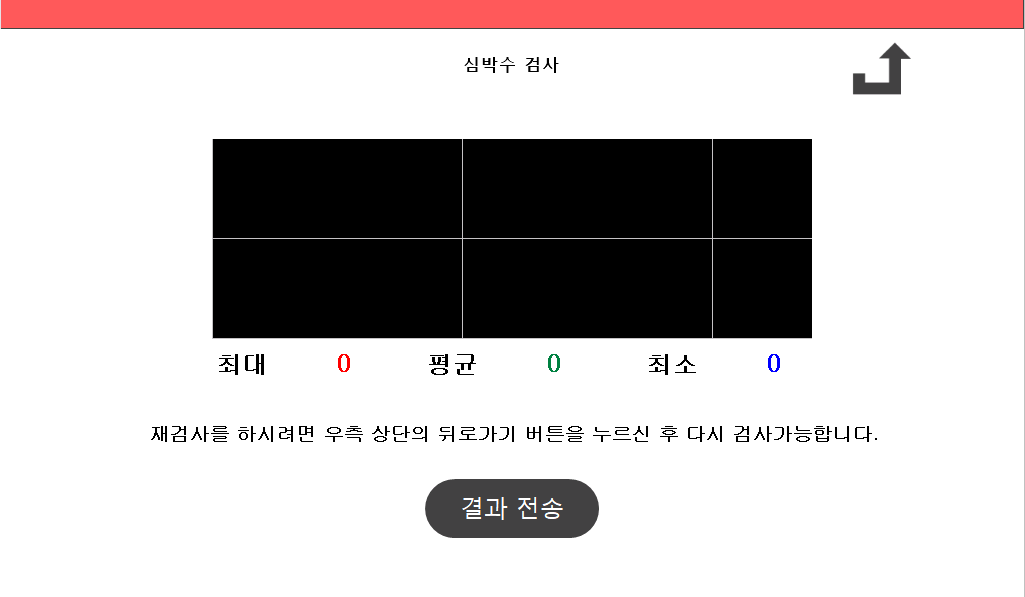 심박수 검사
최대 0 평균 0 최소 0
재검사를 하시려면 우측 상단의 뒤로가기 버튼을 누르신 후 다시 검사가능합니다.
결과 전송